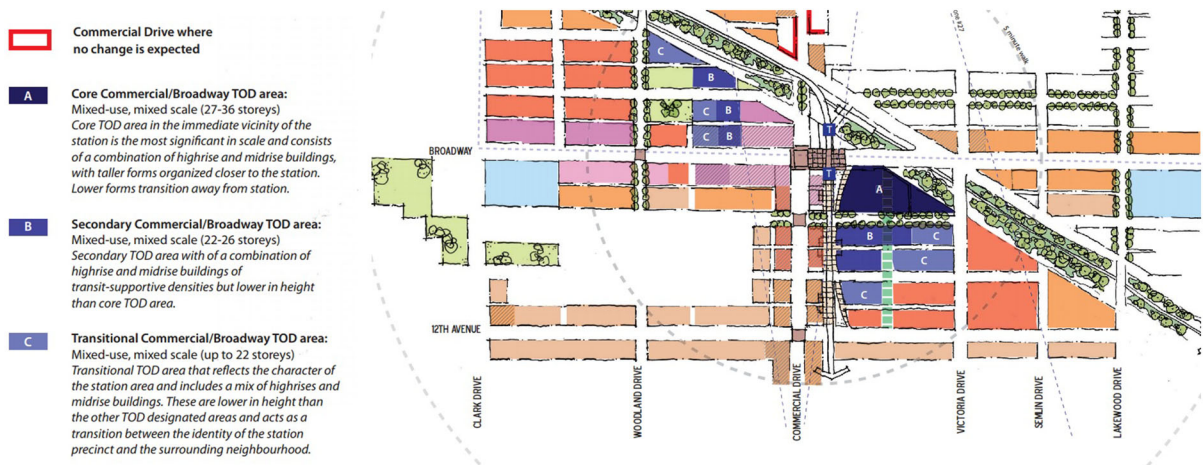 Commercial Drive where
no change is expected
A
Core Commercial/Broadway TOD area:
Mixed-use, mixed scale (27-36 storeys)
Core TOD area in the immediate vicinity of the
station is the most significant in scale and consists
of a combination of highrise and midrise buildings,
with taller forms organized closer to the station.
Lower forms transition away from station.
B
Secondary Commercial/Broadway TOD area:
Mixed-use, mixed scale (22-26 storeys)
Secondary TOD area with of a combination of
highrise and midrise buildings of
transit-supportive densities but lower in height
than core TOD area.
C
Transitional Commercial/Broadway TOD area:
Mixed-use, mixed scale (up to 22 storeys)
Transitional TOD area that reflects the character of
the station area and includes a mix of highrises and
midrise buildings. These are lower in height than
the other TOD designated areas and acts as a
transition between the identity of the station
precinct and the surrounding neighbourhood.
C
B
C B
C B
T
T
A
B C
C
C
5 minute walk
BROADWAY
12TH AVENUE
CLARK DRIVE
WOODLAND DRIVE
COMMERCIAL DRIVE
VICTORIA DRIVE
SEMLIN DRIVE
LAKEWOOD DRIVE